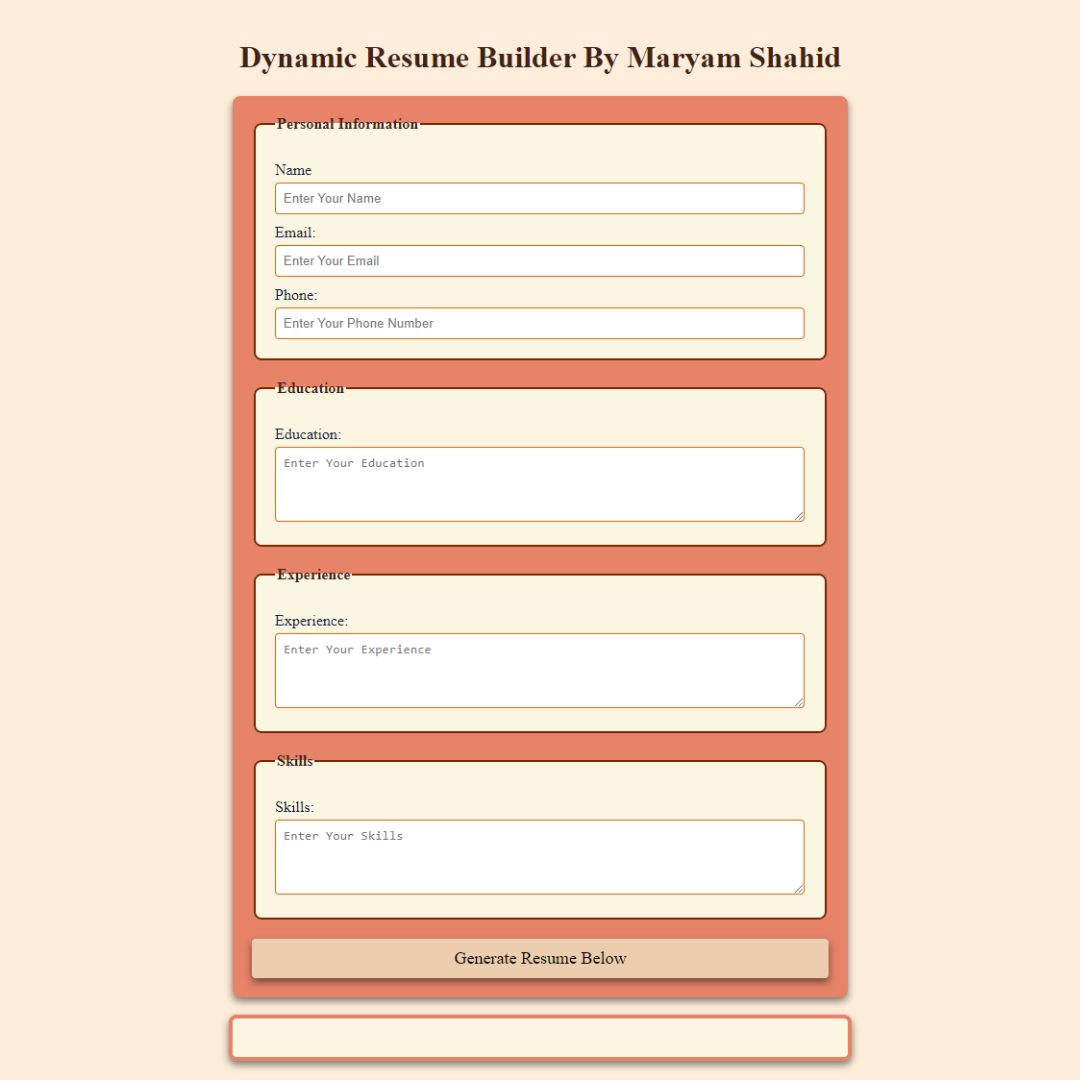 Dynamic Resume Builder By Maryam Shahid
Personal Information
Name
Enter Your Name
Email:
Enter Your Email
Phone:
Enter Your Phone Number
Education
Education:
Enter Your Education
Experience
Experience:
Enter Your Experience
Skills
Skills:
Enter Your Skills
Generate Resume Below